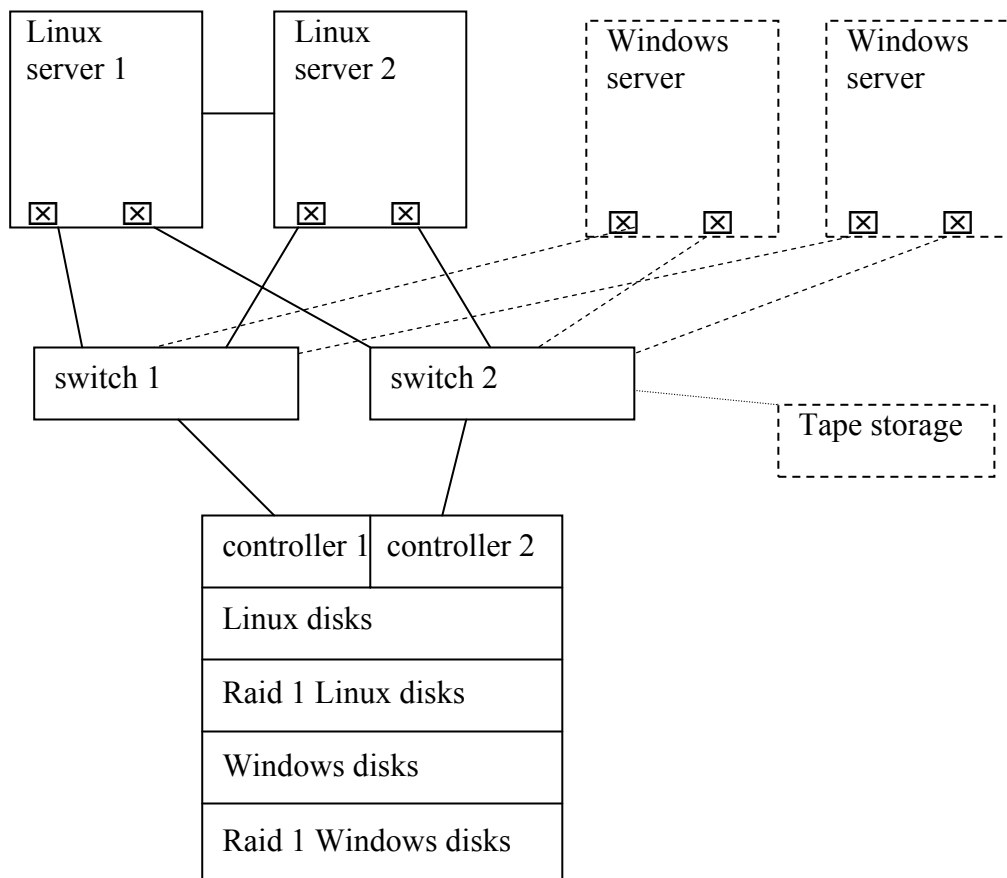 Linux
server 1
Linux
server 2
Windows
server
Windows
server
switch 1
switch 2
Tape storage
controller 1
controller 2
Linux disks
Raid 1 Linux disks
Windows disks
Raid 1 Windows disks